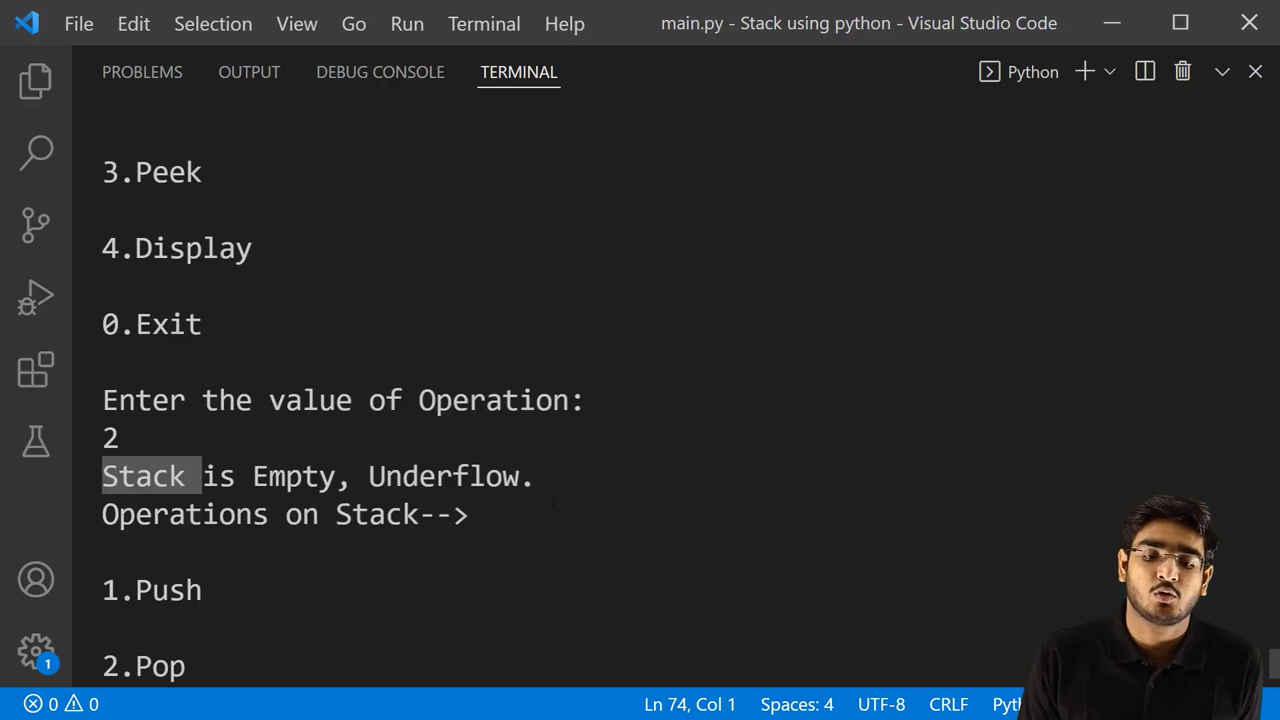 File Edit Selection View Go Run Terminal Help main.py - Stack using python - Visual Studio Code
PROBLEMS OUTPUT DEBUG CONSOLE TERMINAL Python
3.Peek
4.Display
0.Exit
Enter the value of Operation:
2
Stack is Empty, Underflow.
Operations on Stack-->
1.Push
2.Pop
1
0 0 Ln 74, Col 1 Spaces: 4 UTF-8 CRLF